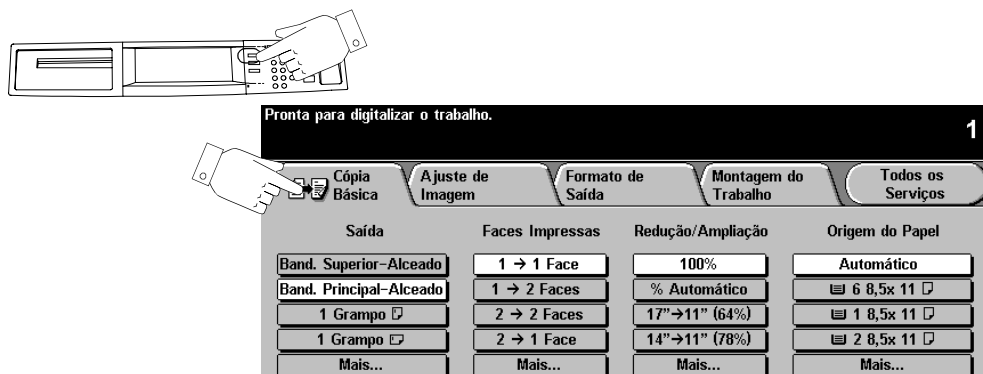 Pronta para digitalizar o trabalho.
1
Cópia Básica
Ajuste de Imagem
Formato de Saída
Montagem do Trabalho
Todos os Serviços
Saída Faces Impressas Redução/Ampliação Origem do Papel
Band. Superior-Alceado 1 → 1 Face 100% Automático
Band. Principal-Alceado 1 → 2 Faces % Automático 6 8,5x 11
1 Grampo 2 → 2 Faces 17”→11” (64%) 1 8,5x 11
1 Grampo 2 → 1 Face 14”→11” (78%) 2 8,5x 11
Mais... Mais... Mais... Mais...